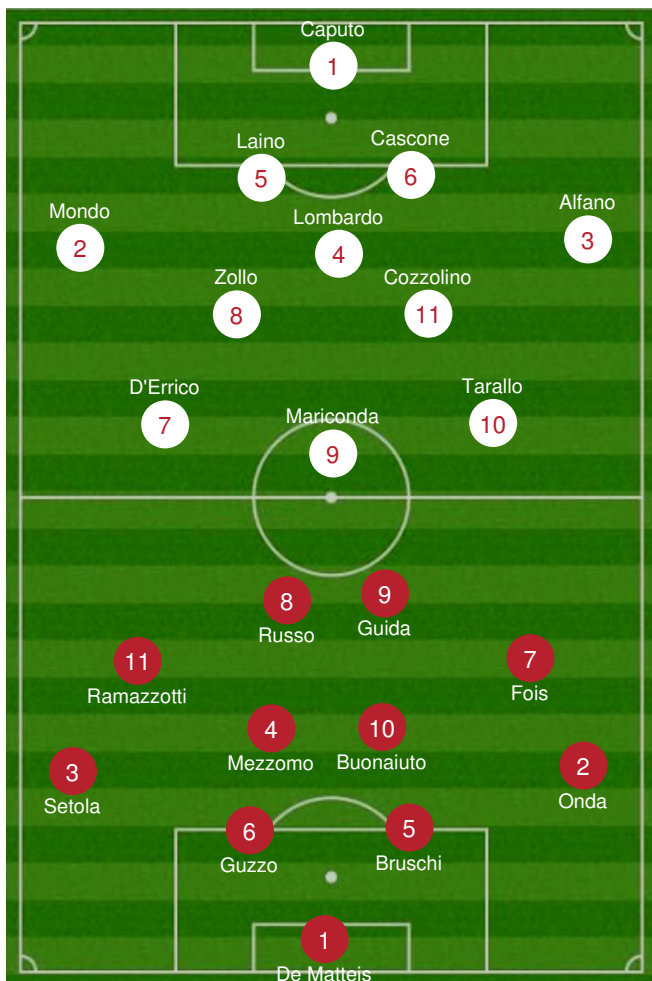 Caputo
1
Laino
5
Cascone
6
Mondo
2
Lombardo
4
Alfano
3
Zollo
8
Cozzolino
11
D'Errico
7
Mariconda
9
Tarallo
10
8
Russo
9
Guida
11
Ramazzotti
7
Fois
4
Mezzomo
10
Buonaiuto
3
Setola
2
Onda
6
Guzzo
5
Bruschi
1
De Matteis